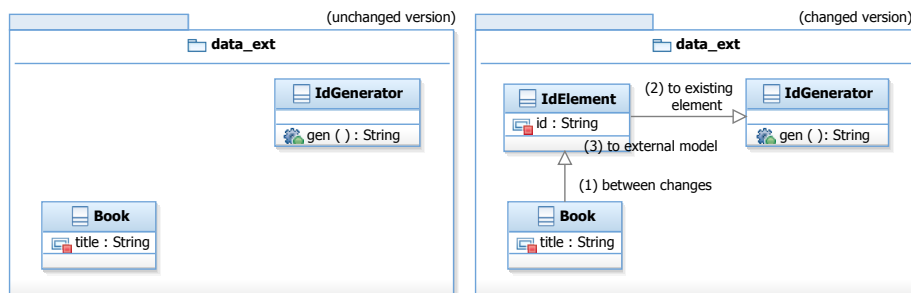 (unchanged version)
data_ext
IdGenerator
gen ( ) : String
Book
title : String
(changed version)
data_ext
IdElement
id : String
(2) to existing
element
IdGenerator
gen ( ) : String
(3) to external model
(1) between changes
Book
title : String